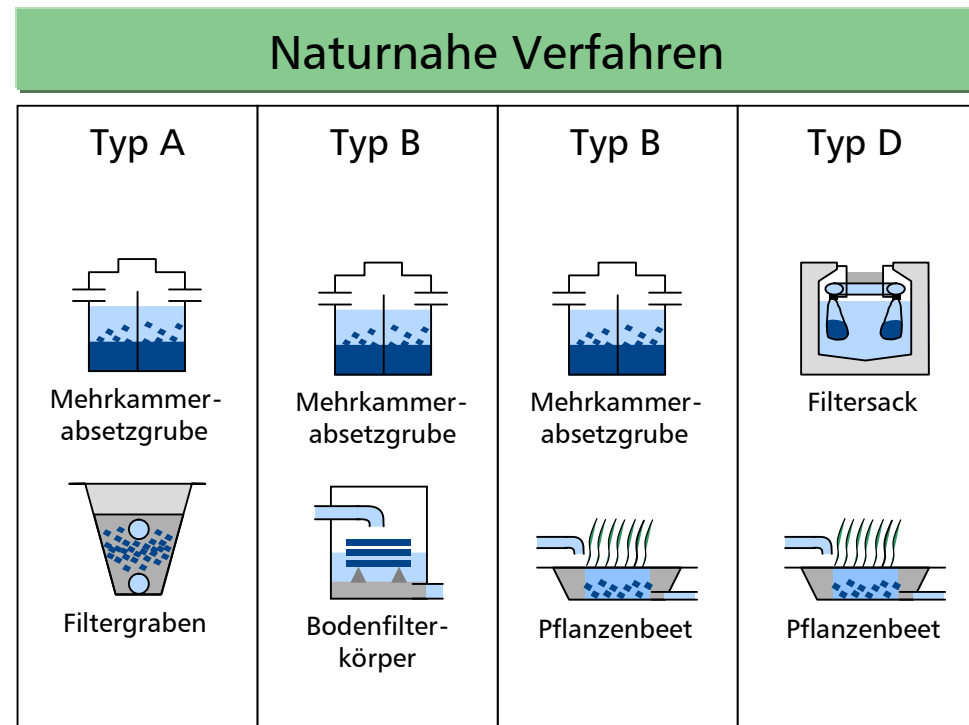 Naturnahe Verfahren
Typ A
Mehrkammer-
absetzgrube
Filtergraben
Typ B
Mehrkammer-
absetzgrube
Bodenfilter-
körper
Typ B
Mehrkammer-
absetzgrube
Pflanzenbeet
Typ D
Filtersack
Pflanzenbeet